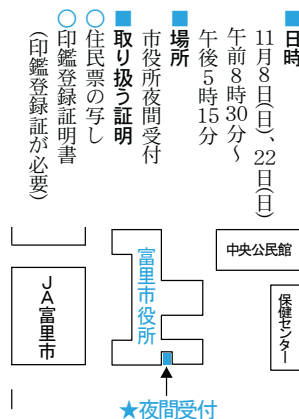 ■日時
11月8日(日)、22日(日)
午前8時30分~
午後5時15分
■場所
市役所夜間受付
■取り扱う証明
○住民票の写し
○印鑑登録証明書
(印鑑登録証が必要)
中央公民館
保健センター
富里市役所
JA富里市
★夜間受付